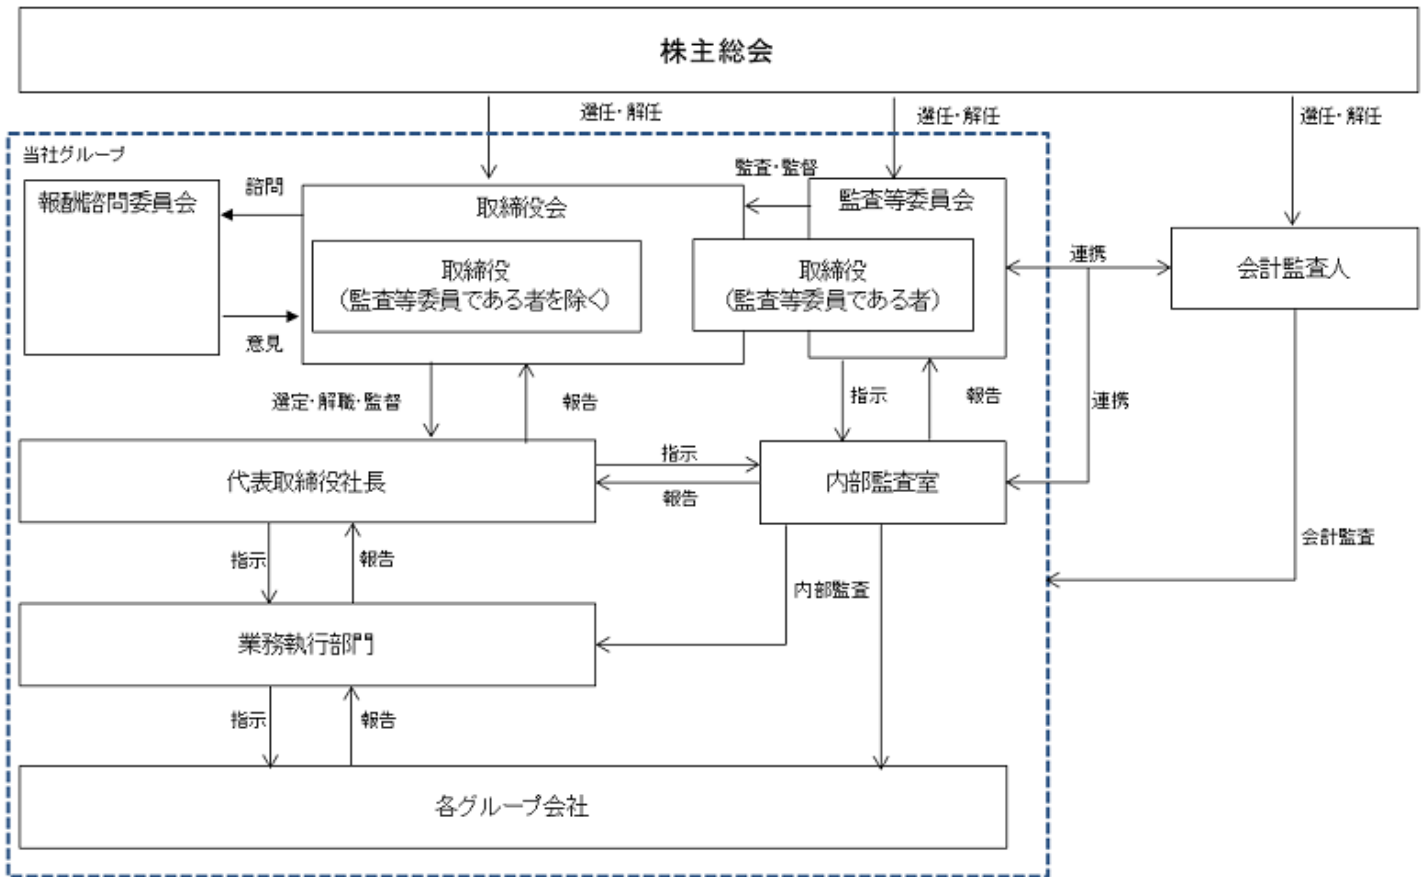 株主総会
選任・解任
選任・解任
選任・解任
当社グループ
監査・監督
報酬諮問委員会
諮問
取締役会
監査等委員会
取締役
（監査等委員である者を除く）
取締役
（監査等委員である者）
連携
会計監査人
意見
選定・解職・監督
報告
指示
報告
連携
代表取締役社長
指示
報告
内部監査室
指示
報告
会計監査
内部監査
業務執行部門
指示
報告
各グループ会社